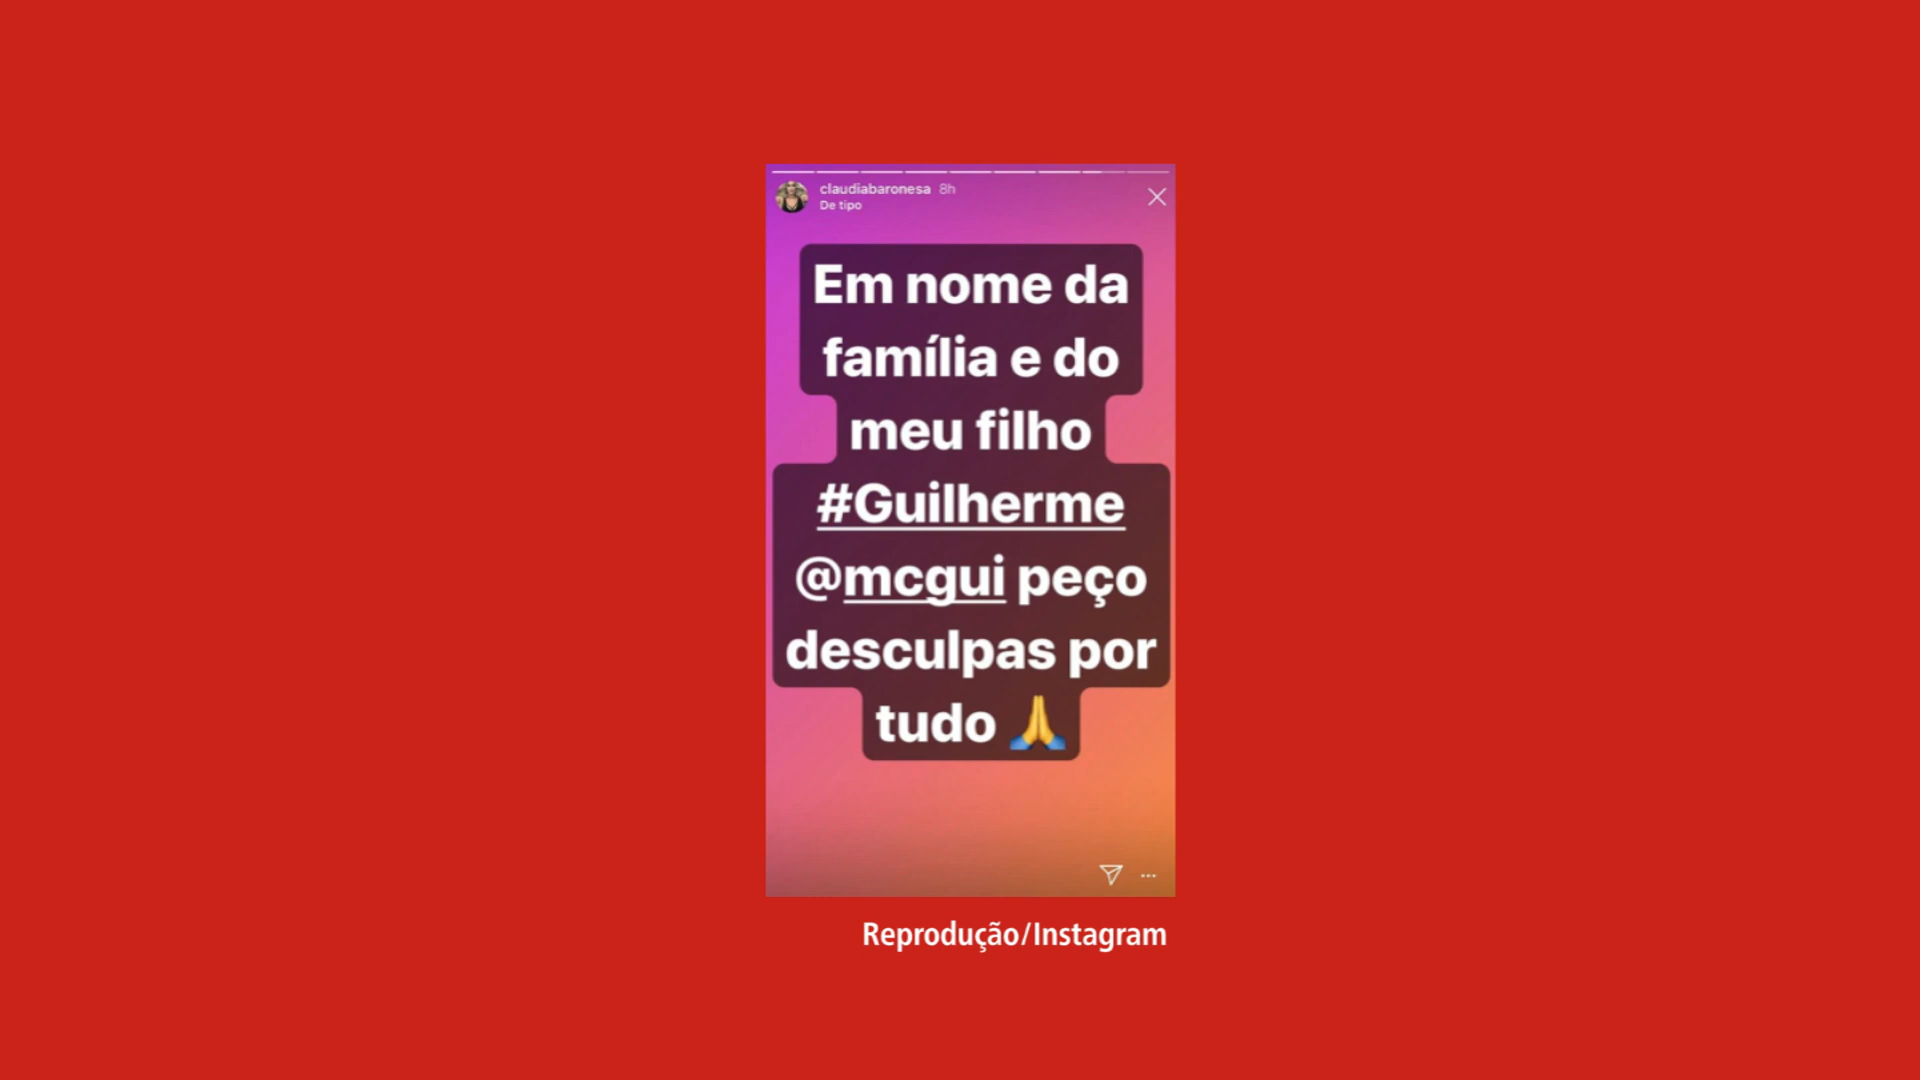 claudiabaronesa 8h
De tipo
Em nome da
família e do
meu filho
#Guilherme
@mcgui peço
desculpas por
tudo 🙏
Reprodução/Instagram